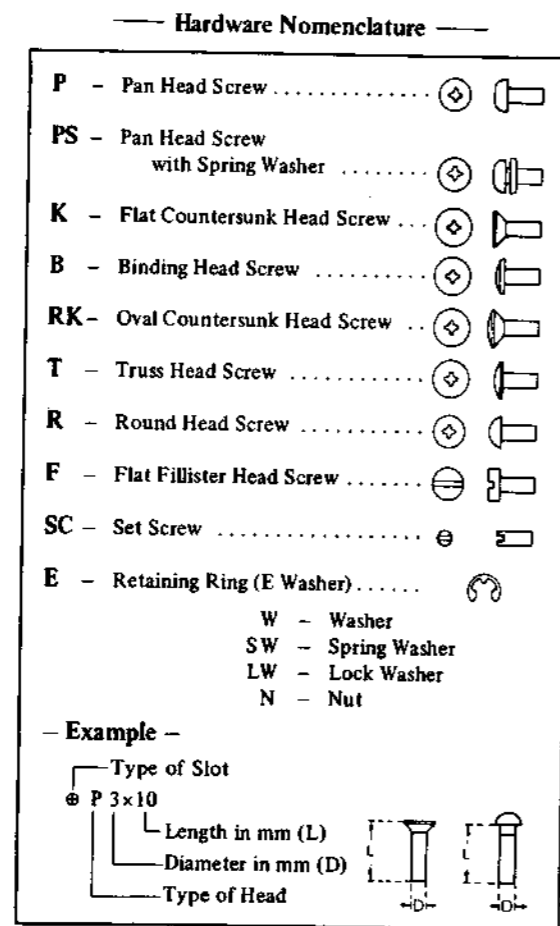 — Hardware Nomenclature —
P – Pan Head Screw ..............
PS – Pan Head Screw
with Spring Washer ........
K – Flat Countersunk Head Screw ...
B – Binding Head Screw ..........
RK – Oval Countersunk Head Screw ..
T – Truss Head Screw ............
R – Round Head Screw ............
F – Flat Fillister Head Screw .......
SC – Set Screw ..................
E – Retaining Ring (E Washer) ......
W – Washer
SW – Spring Washer
LW – Lock Washer
N – Nut
– Example –
Type of Slot
⊕ P 3×10
Length in mm (L)
Diameter in mm (D)
Type of Head
L L
D D